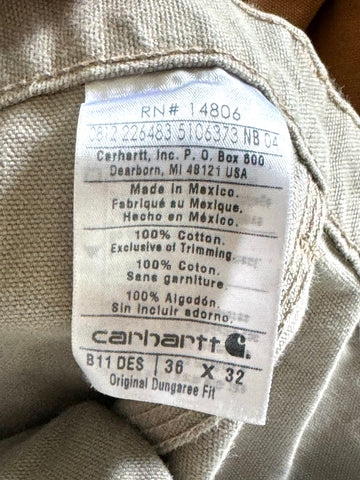 RN# 14806
0812 226483 5106373 NB 04
Carhartt, Inc. P. O. Box 600
Dearborn, MI 48121 USA
Made in Mexico.
Fabriqué au Mexique.
Hecho en México.
100% Cotton.
Exclusive of Trimming.
100% Coton.
Sans garniture.
100% Algodón.
Sin incluir adorno.
carhartt
B11 DES | 36 X 32
Original Dungaree Fit